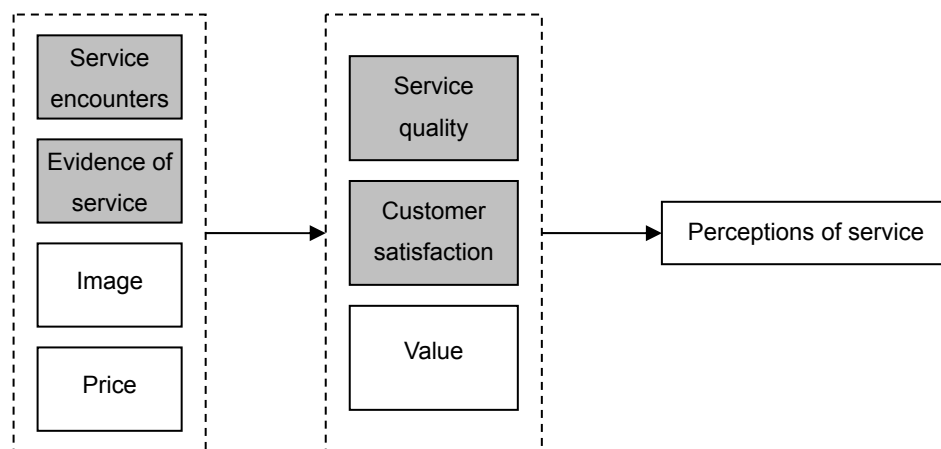 Service
encounters
Evidence of
service
Image
Price
Service
quality
Customer
satisfaction
Value
Perceptions of service